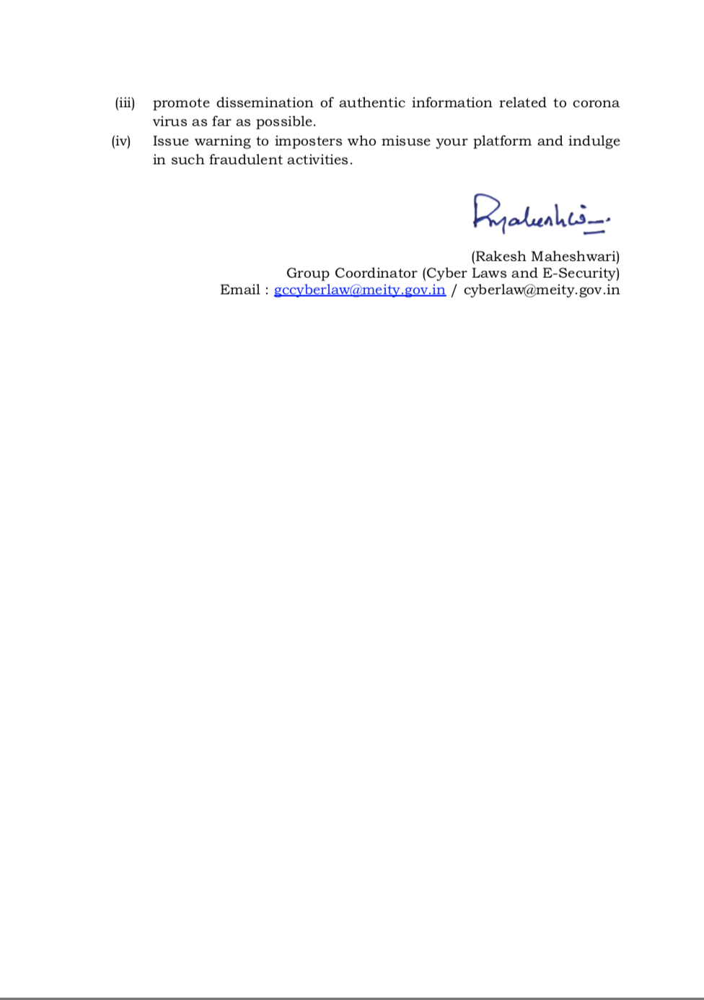 (iii) promote dissemination of authentic information related to corona
virus as far as possible.
(iv) Issue warning to imposters who misuse your platform and indulge
in such fraudulent activities.
(Rakesh Maheshwari)
Group Coordinator (Cyber Laws and E-Security)
Email : gccyberlaw@meity.gov.in / cyberlaw@meity.gov.in